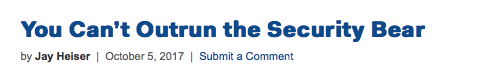 You Can’t Outrun the Security Bear
by Jay Heiser | October 5, 2017 | Submit a Comment